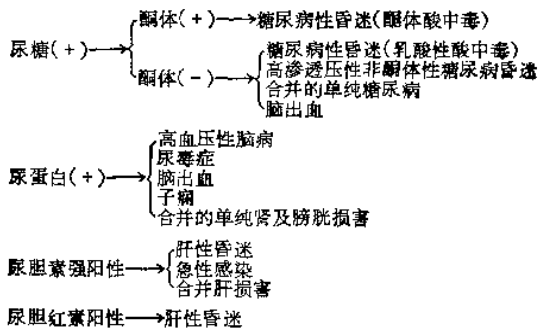 尿糖(+)
酮体(+)→糖尿病性昏迷(酮体酸中毒)
酮体(-)
糖尿病性昏迷(乳酸性酸中毒)
高渗透压性非酮体性糖尿病昏迷
合并的单纯糖尿病
脑出血
尿蛋白(+)→
高血压性脑病
尿毒症
脑出血
子痫
合并的单纯肾及膀胱损害
尿胆素强阳性→
肝性昏迷
急性感染
合并肝损害
尿胆红素阳性→肝性昏迷